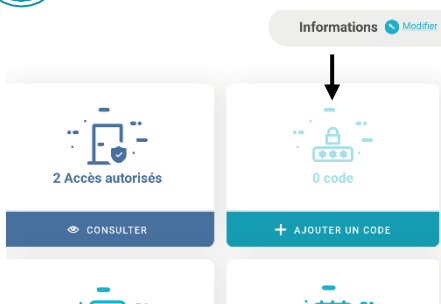 Informations Modifier
2 Accès autorisés
0 code
CONSULTER
AJOUTER UN CODE